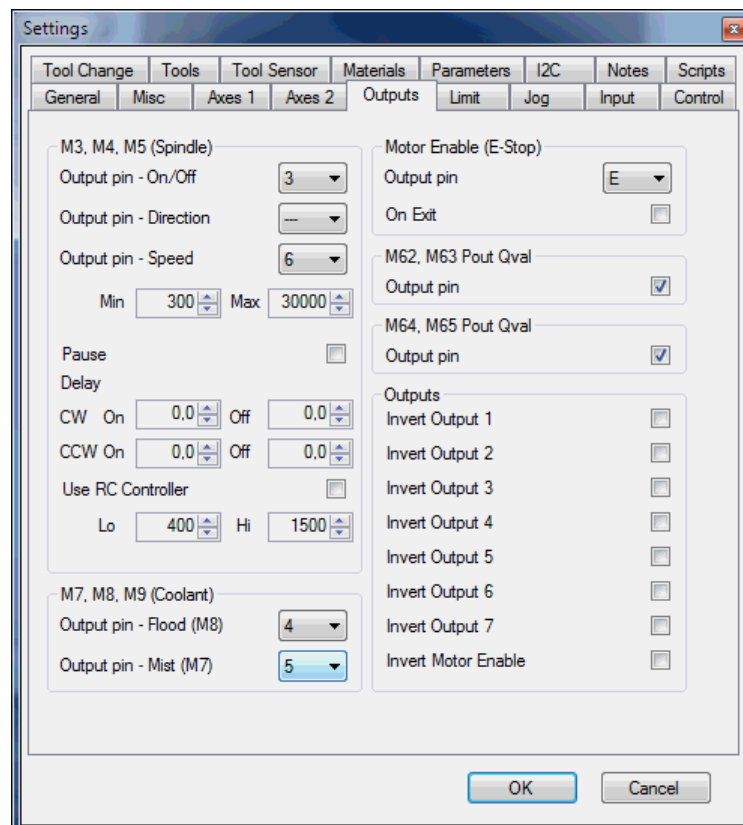 Settings
Tool Change Tools Tool Sensor Materials Parameters I2C Notes Scripts
General Misc Axes 1 Axes 2 Outputs Limit Jog Input Control
M3, M4, M5 (Spindle)
Output pin - On/Off 3
Output pin - Direction ---
Output pin - Speed 6
Min 300 Max 30000
Pause
Delay
CW On 0,0 Off 0,0
CCW On 0,0 Off 0,0
Use RC Controller
Lo 400 Hi 1500
M7, M8, M9 (Coolant)
Output pin - Flood (M8) 4
Output pin - Mist (M7) 5
Motor Enable (E-Stop)
Output pin E
On Exit
M62, M63 Pout Qval
Output pin
M64, M65 Pout Qval
Output pin
Outputs
Invert Output 1
Invert Output 2
Invert Output 3
Invert Output 4
Invert Output 5
Invert Output 6
Invert Output 7
Invert Motor Enable
OK Cancel